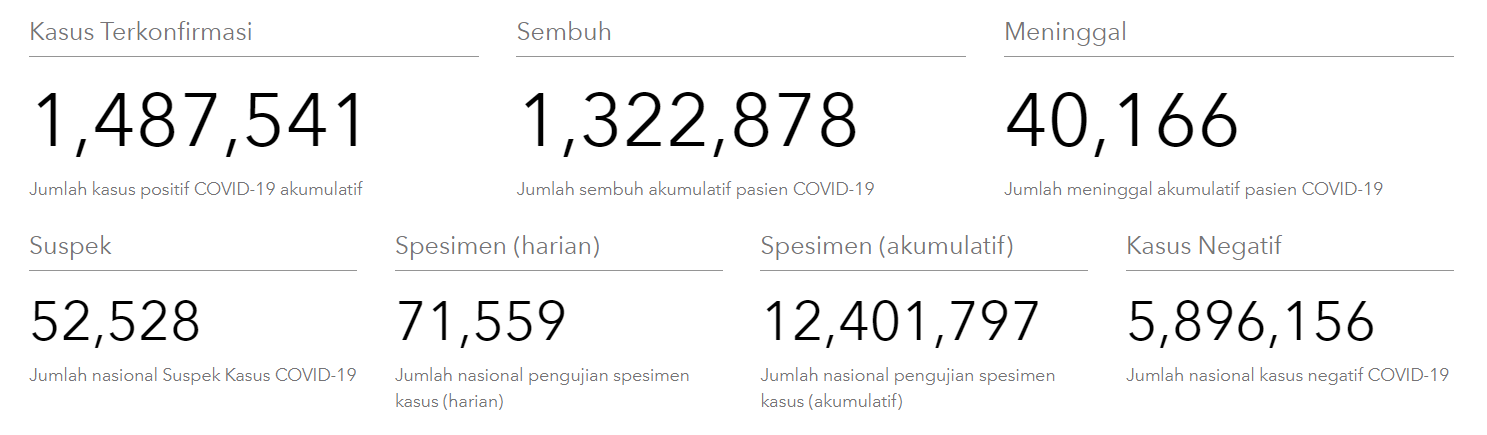 Kasus Terkonfirmasi
Sembuh
Meninggal
1,487,541
1,322,878
40,166
Jumlah kasus positif COVID-19 akumulatif
Jumlah sembuh akumulatif pasien COVID-19
Jumlah meninggal akumulatif pasien COVID-19
Suspek
Spesimen (harian)
Spesimen (akumulatif)
Kasus Negatif
52,528
71,559
12,401,797
5,896,156
Jumlah nasional Suspek Kasus COVID-19
Jumlah nasional pengujian spesimen
kasus (harian)
Jumlah nasional pengujian spesimen
kasus (akumulatif)
Jumlah nasional kasus negatif COVID-19